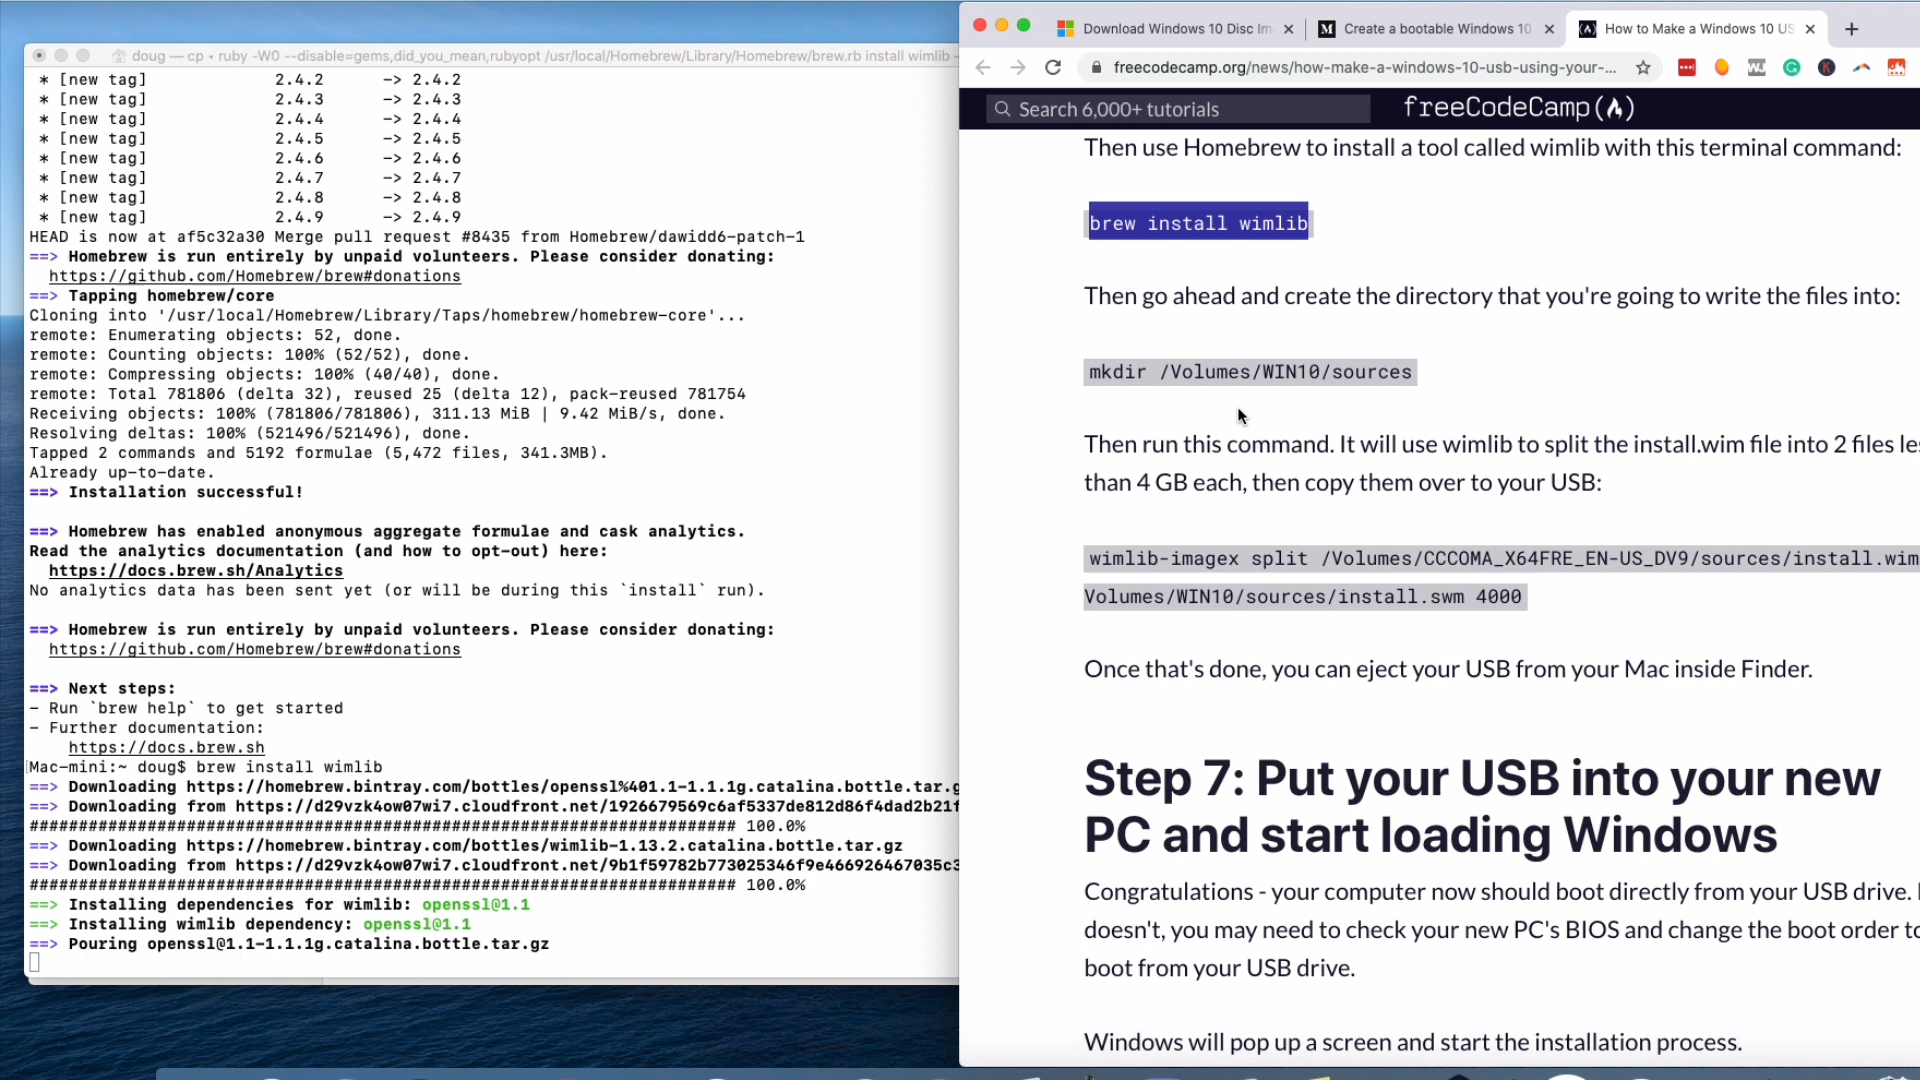 doug — cp • ruby -W0 --disable=gems,did_you_mean,rubyopt /usr/local/Homebrew/Library/Homebrew/brew.rb install wimlib
* [new tag] 2.4.2 -> 2.4.2
* [new tag] 2.4.3 -> 2.4.3
* [new tag] 2.4.4 -> 2.4.4
* [new tag] 2.4.5 -> 2.4.5
* [new tag] 2.4.6 -> 2.4.6
* [new tag] 2.4.7 -> 2.4.7
* [new tag] 2.4.8 -> 2.4.8
* [new tag] 2.4.9 -> 2.4.9
HEAD is now at af5c32a30 Merge pull request #8435 from Homebrew/dawidd6-patch-1
==> Homebrew is run entirely by unpaid volunteers. Please consider donating:
https://github.com/Homebrew/brew#donations
==> Tapping homebrew/core
Cloning into '/usr/local/Homebrew/Library/Taps/homebrew/homebrew-core'...
remote: Enumerating objects: 52, done.
remote: Counting objects: 100% (52/52), done.
remote: Compressing objects: 100% (40/40), done.
remote: Total 781806 (delta 32), reused 25 (delta 12), pack-reused 781754
Receiving objects: 100% (781806/781806), 311.13 MiB | 9.42 MiB/s, done.
Resolving deltas: 100% (521496/521496), done.
Tapped 2 commands and 5192 formulae (5,472 files, 341.3MB).
Already up-to-date.
==> Installation successful!
==> Homebrew has enabled anonymous aggregate formulae and cask analytics.
Read the analytics documentation (and how to opt-out) here:
https://docs.brew.sh/Analytics
No analytics data has been sent yet (or will be during this `install` run).
==> Homebrew is run entirely by unpaid volunteers. Please consider donating:
https://github.com/Homebrew/brew#donations
==> Next steps:
- Run `brew help` to get started
- Further documentation:
https://docs.brew.sh
Mac-mini:~ doug$ brew install wimlib
==> Downloading https://homebrew.bintray.com/bottles/openssl%401.1-1.1.1g.catalina.bottle.tar.g
==> Downloading from https://d29vzk4ow07wi7.cloudfront.net/1926679569c6af5337de812d86f4dad2b21f
######################################################################## 100.0%
==> Downloading https://homebrew.bintray.com/bottles/wimlib-1.13.2.catalina.bottle.tar.gz
==> Downloading from https://d29vzk4ow07wi7.cloudfront.net/9b1f59782b773025346f9e466926467035c3
######################################################################## 100.0%
==> Installing dependencies for wimlib: openssl@1.1
==> Installing wimlib dependency: openssl@1.1
==> Pouring openssl@1.1-1.1.1g.catalina.bottle.tar.gz
Download Windows 10 Disc Im
Create a bootable Windows 10
How to Make a Windows 10 US
freecodecamp.org/news/how-make-a-windows-10-usb-using-your-...
Search 6,000+ tutorials
freeCodeCamp
Then use Homebrew to install a tool called wimlib with this terminal command:
brew install wimlib
Then go ahead and create the directory that you're going to write the files into:
mkdir /Volumes/WIN10/sources
Then run this command. It will use wimlib to split the install.wim file into 2 files les
than 4 GB each, then copy them over to your USB:
wimlib-imagex split /Volumes/CCCOMA_X64FRE_EN-US_DV9/sources/install.wim
Volumes/WIN10/sources/install.swm 4000
Once that's done, you can eject your USB from your Mac inside Finder.
Step 7: Put your USB into your new
PC and start loading Windows
Congratulations - your computer now should boot directly from your USB drive.
doesn't, you may need to check your new PC's BIOS and change the boot order to
boot from your USB drive.
Windows will pop up a screen and start the installation process.